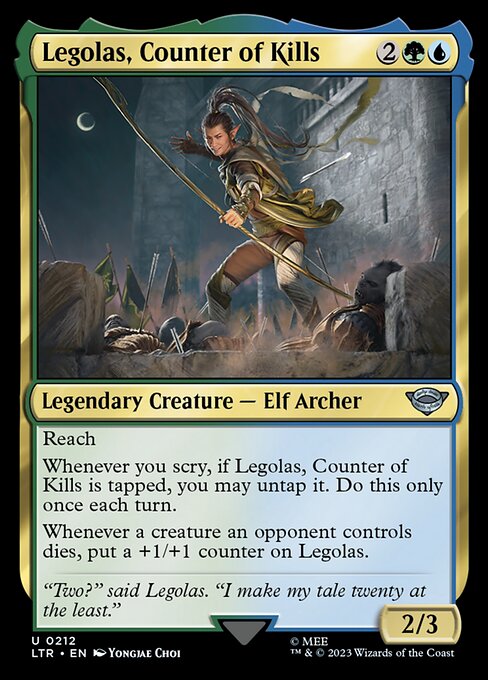 Legolas, Counter of Kills 2
Legendary Creature — Elf Archer
Reach
Whenever you scry, if Legolas, Counter of
Kills is tapped, you may untap it. Do this only
once each turn.
Whenever a creature an opponent controls
dies, put a +1/+1 counter on Legolas.
“Two?” said Legolas. “I make my tale twenty at
the least.”
2/3
U 0212
LTR • EN Yongjae Choi
© MEE
™ & © 2023 Wizards of the Coast